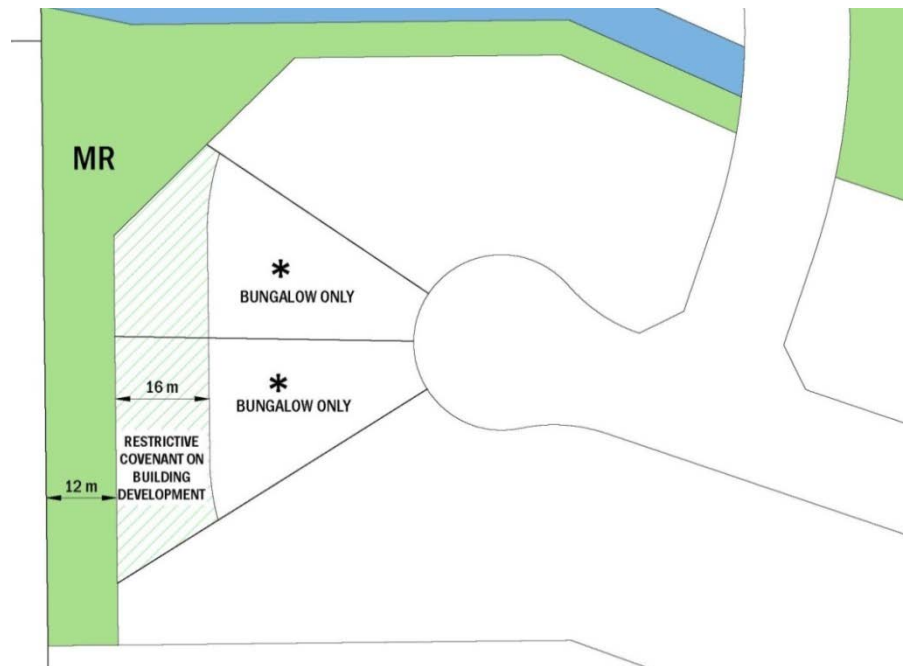 MR
*
BUNGALOW ONLY
*
BUNGALOW ONLY
16 m
RESTRICTIVE
COVENANT ON
BUILDING
DEVELOPMENT
12 m